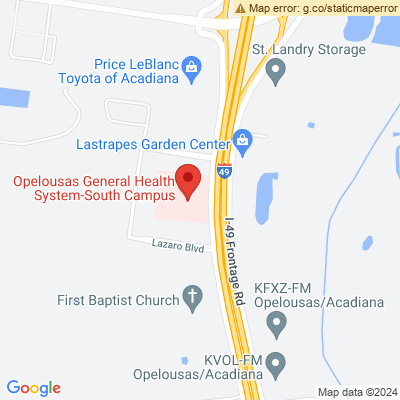 Map error: g.co/staticmaperror
St. Landry Storage
Price LeBlanc
Toyota of Acadiana
Lastrapes Garden Center
49
Opelousas General Health
System-South Campus
Lazaro Blvd
I-49 Frontage Rd
First Baptist Church
KFXZ-FM
Opelousas/Acadiana
KVOL-FM
Opelousas/Acadiana
Google
Map data ©2024